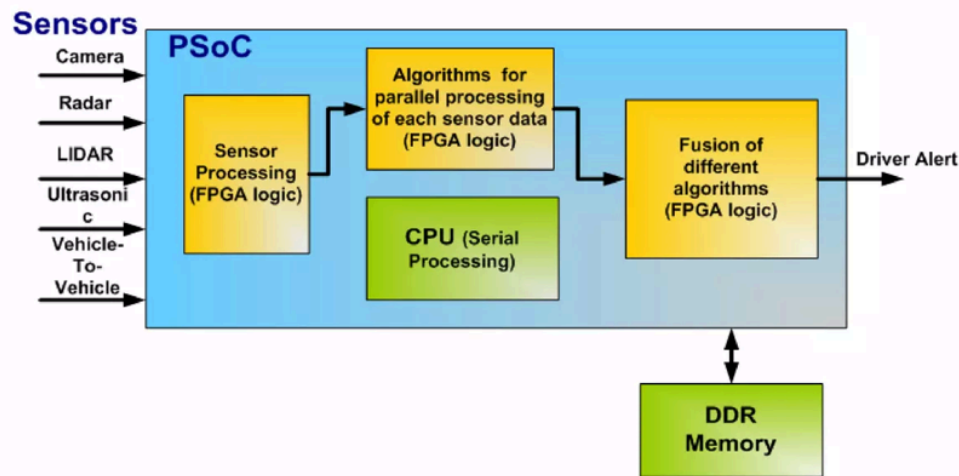 Sensors
PSoC
Camera
Radar
LIDAR
Ultrasoni
c
Vehicle-
To-
Vehicle
Sensor
Processing
(FPGA logic)
Algorithms for
parallel processing
of each sensor data
(FPGA logic)
CPU (Serial
Processing)
Fusion of
different
algorithms
(FPGA logic)
Driver Alert
DDR
Memory